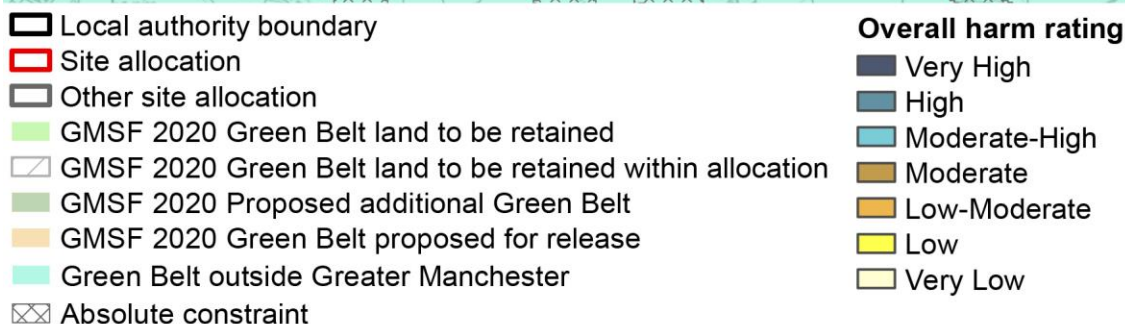 Local authority boundary
Site allocation
Other site allocation
GMSF 2020 Green Belt land to be retained
GMSF 2020 Green Belt land to be retained within allocation
GMSF 2020 Proposed additional Green Belt
GMSF 2020 Green Belt proposed for release
Green Belt outside Greater Manchester
Absolute constraint
Overall harm rating
Very High
High
Moderate-High
Moderate
Low-Moderate
Low
Very Low